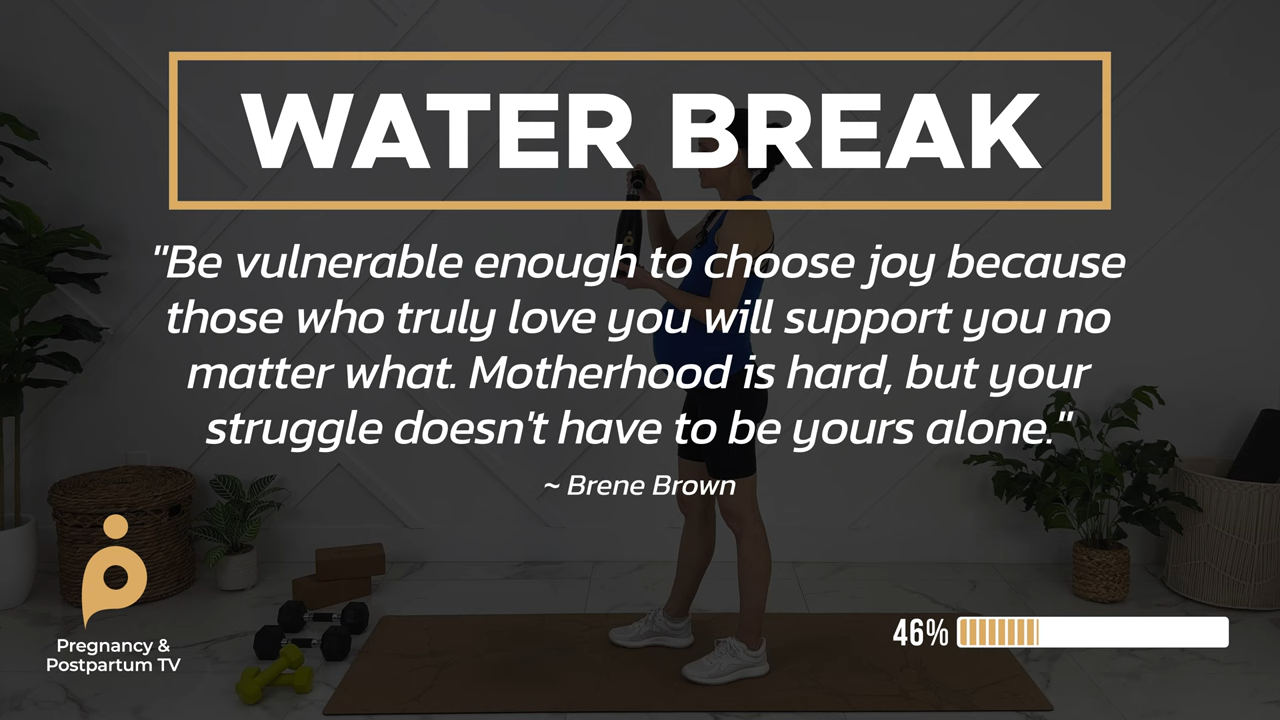 WATER BREAK
"Be vulnerable enough to choose joy because
those who truly love you will support you no
matter what. Motherhood is hard, but your
struggle doesn't have to be yours alone."
~ Brene Brown
Pregnancy &
Postpartum TV
46%